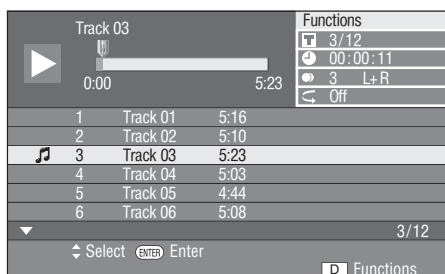 Track 03
0:00 5:23
Functions
T 3/12
00:00:11
3 L+R
Off
1 Track 01 5:16
2 Track 02 5:10
3 Track 03 5:23
4 Track 04 5:03
5 Track 05 4:44
6 Track 06 5:08
3/12
Select ENTER Enter
D Functions